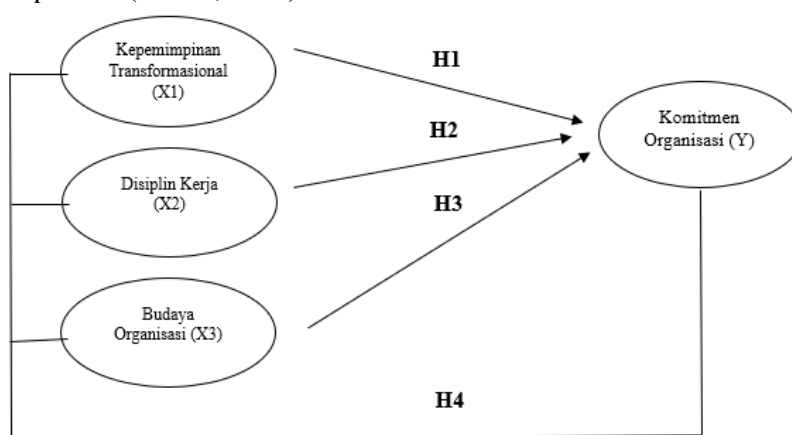 Kepemimpinan
Transformasional
(X1)
H1
Komitmen
Organisasi (Y)
H2
Disiplin Kerja
(X2)
H3
Budaya
Organisasi (X3)
H4